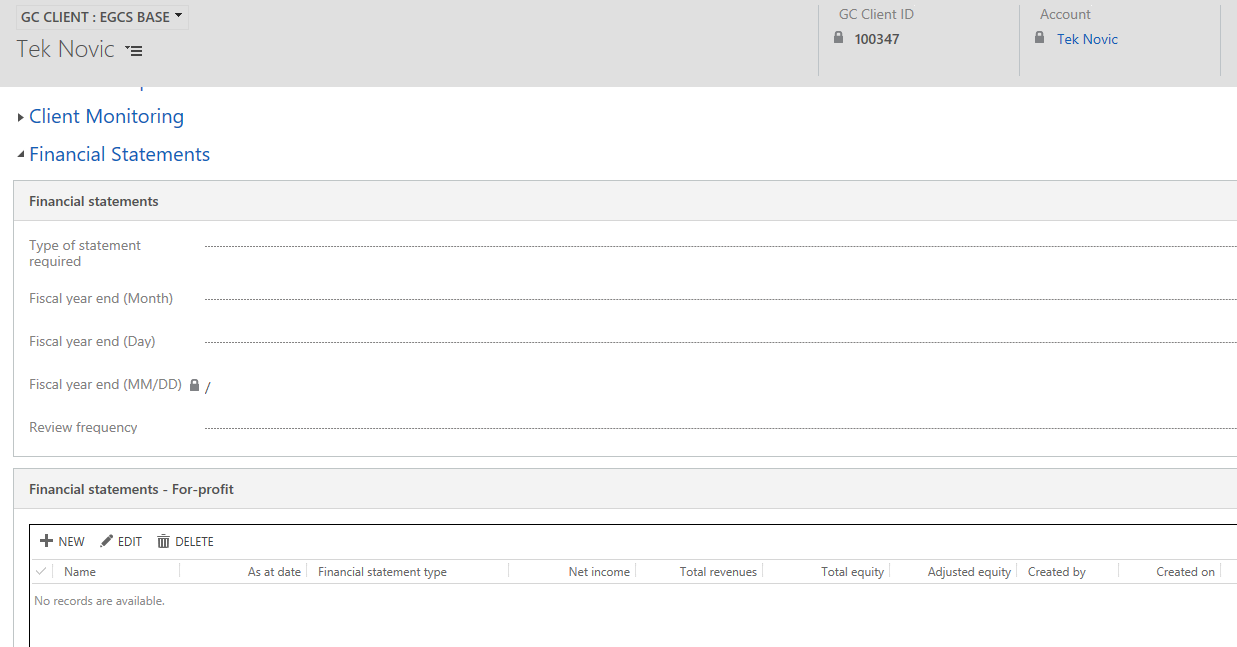 GC CLIENT : EGCS BASE
Tek Novic
GC Client ID
100347
Account
Tek Novic
Client Monitoring
Financial Statements
Financial statements
Type of statement
required
Fiscal year end (Month)
Fiscal year end (Day)
Fiscal year end (MM/DD) /
Review frequency
Financial statements - For-profit
NEW EDIT DELETE
Name As at date Financial statement type Net income Total revenues Total equity Adjusted equity Created by Created on
No records are available.